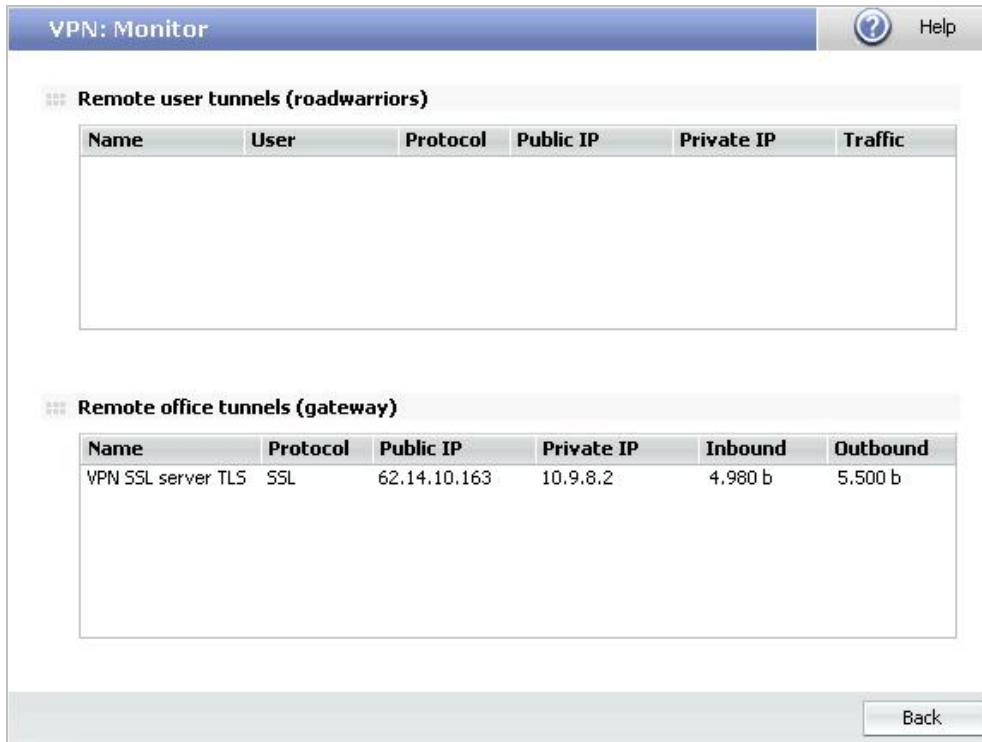 VPN: Monitor
Help
Remote user tunnels (roadwarriors)
Name User Protocol Public IP Private IP Traffic
Remote office tunnels (gateway)
Name Protocol Public IP Private IP Inbound Outbound
VPN SSL server TLS SSL 62.14.10.163 10.9.8.2 4.980 b 5.500 b
Back